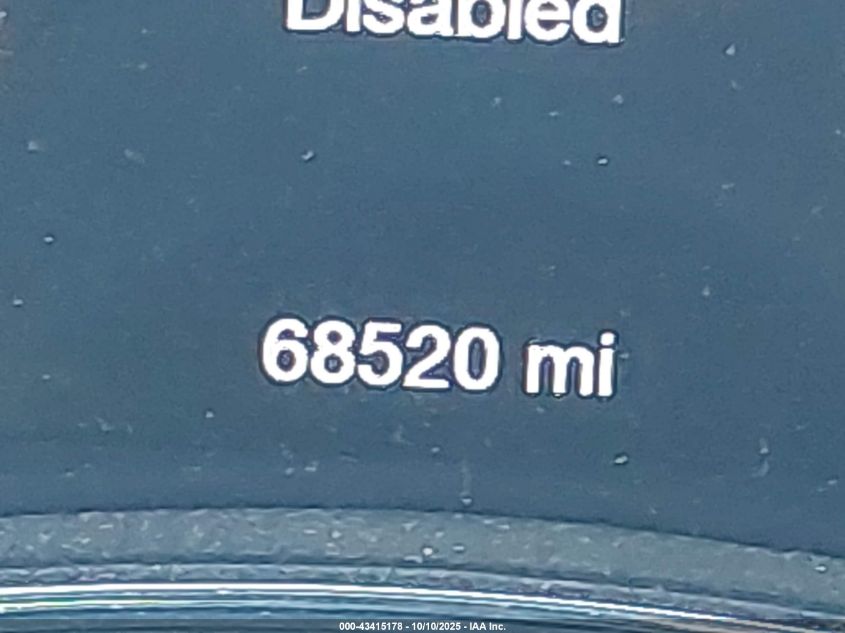 Disabled
68520 mi
000-43415178 - 10/10/2025 - IAA Inc.